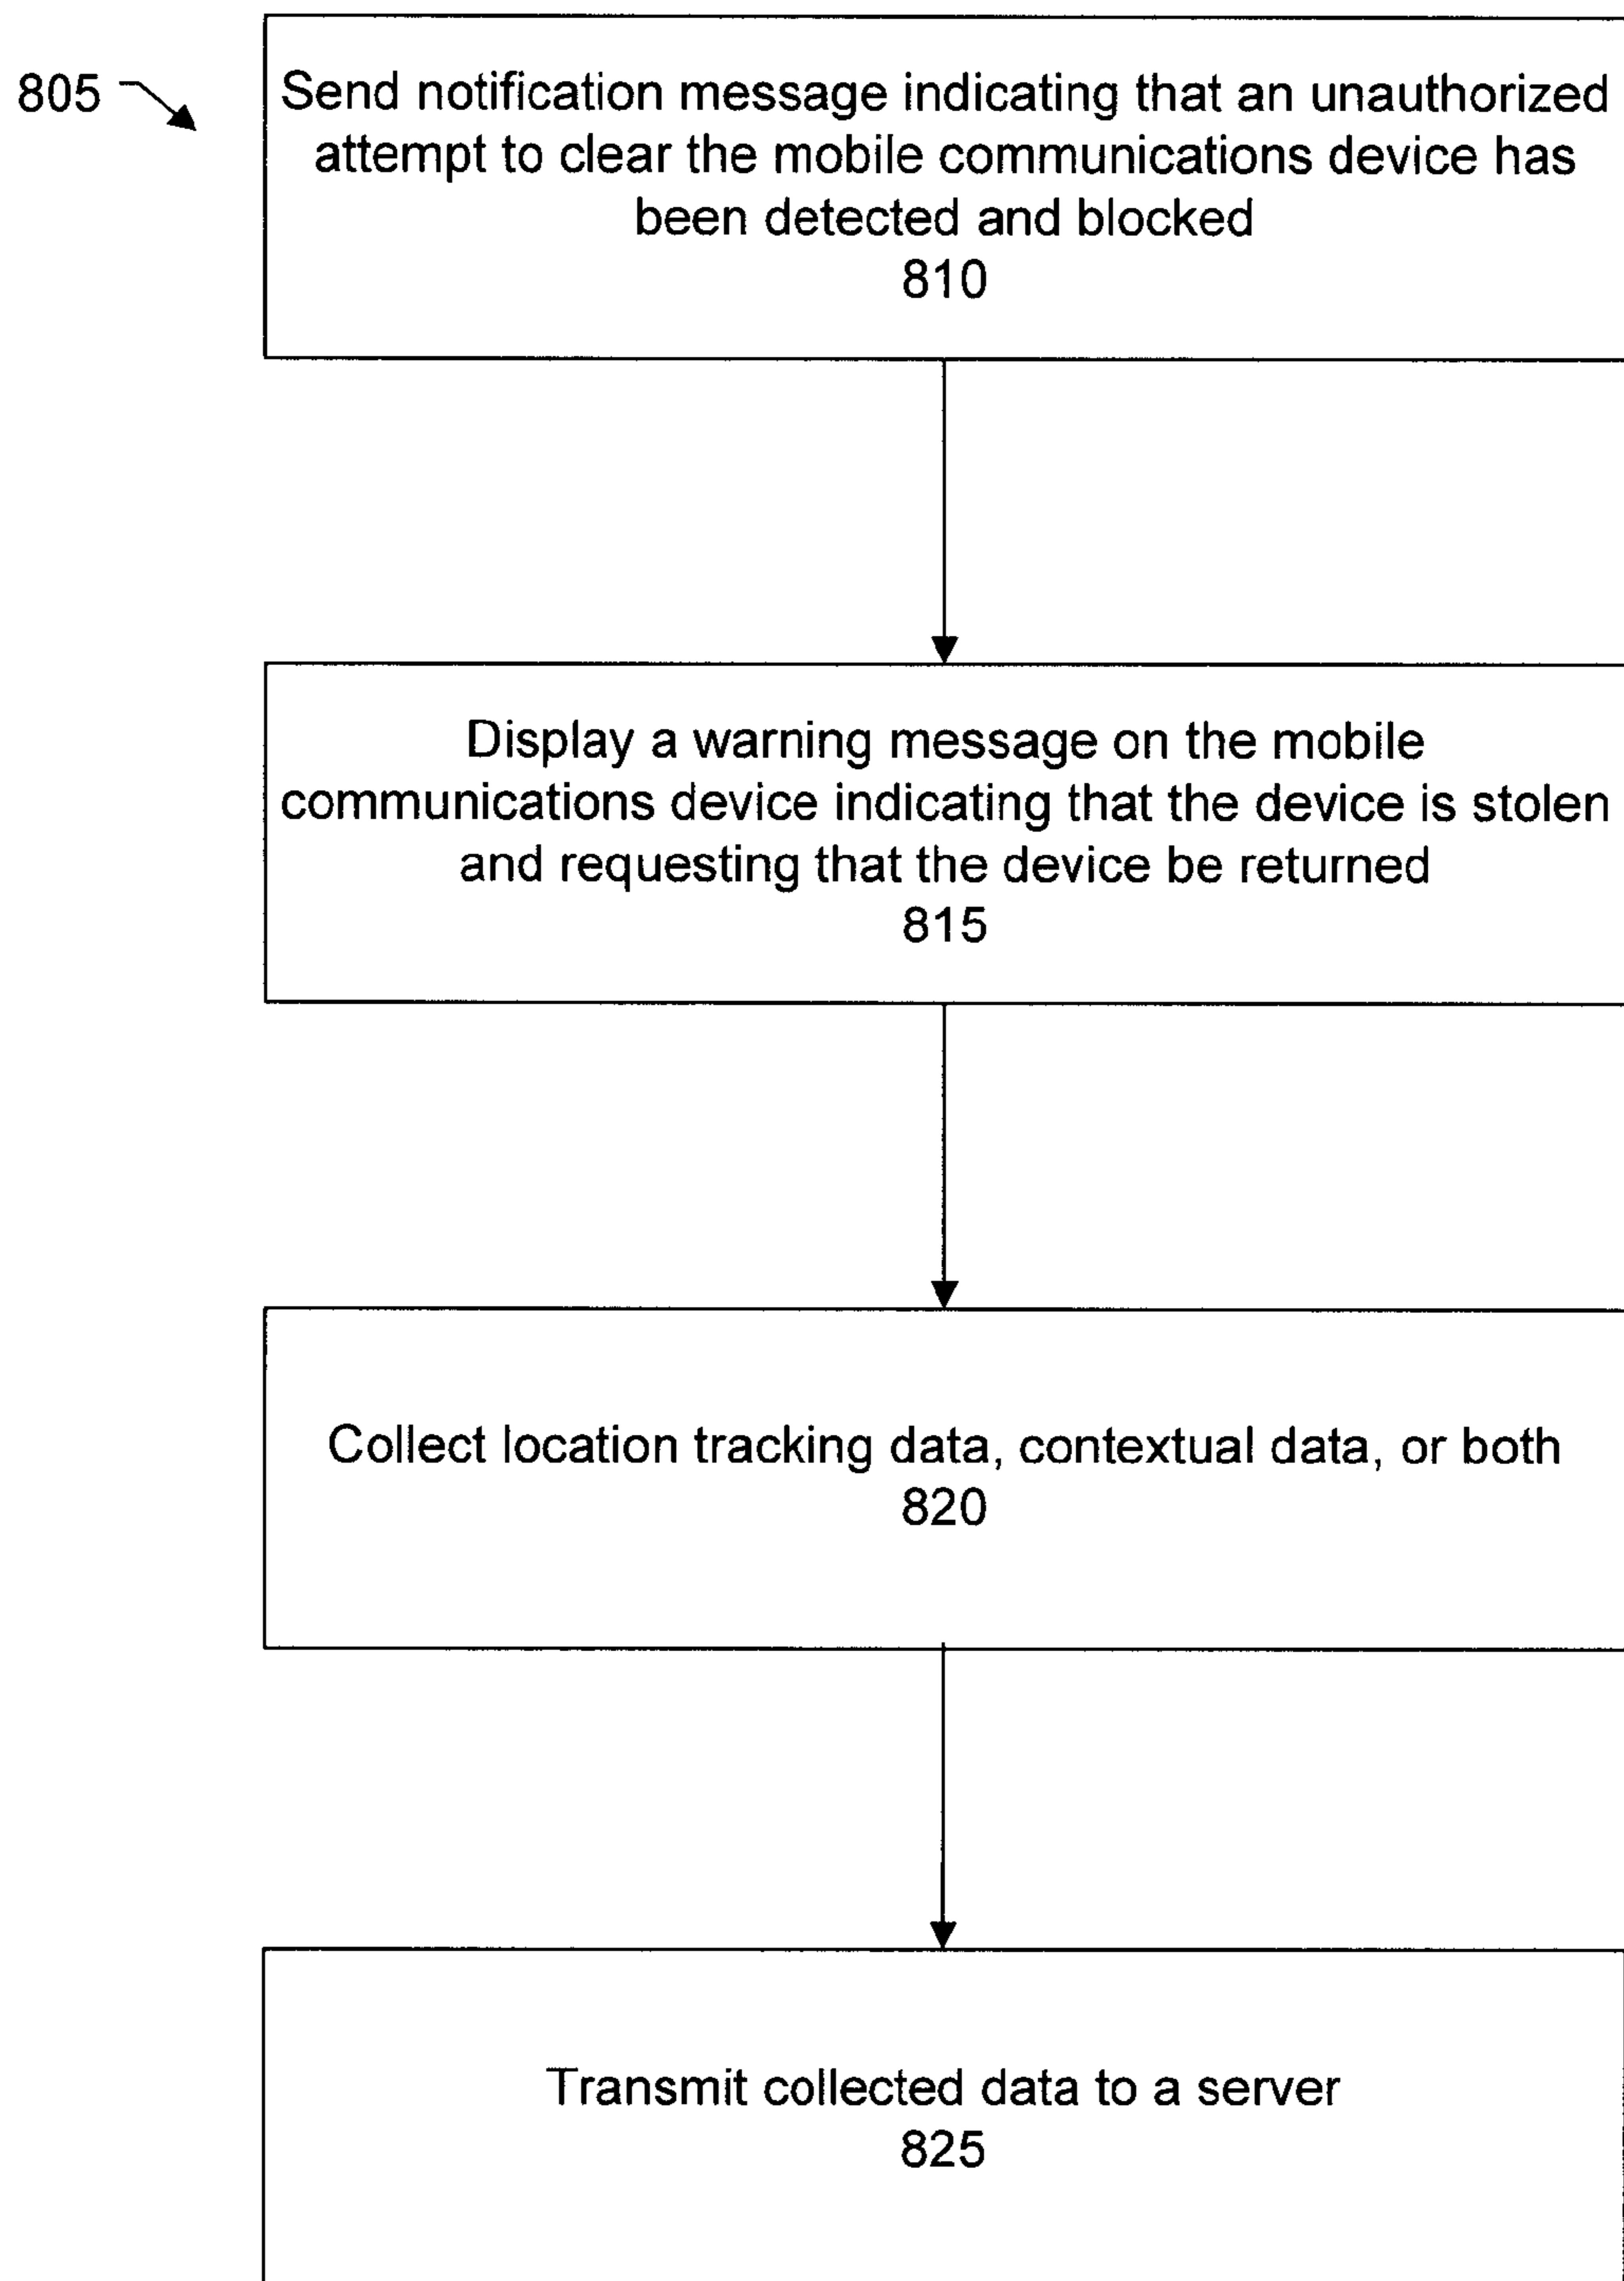 805
Send notification message indicating that an unauthorized
attempt to clear the mobile communications device has
been detected and blocked
810
Display a warning message on the mobile
communications device indicating that the device is stolen
and requesting that the device be returned
815
Collect location tracking data, contextual data, or both
820
Transmit collected data to a server
825